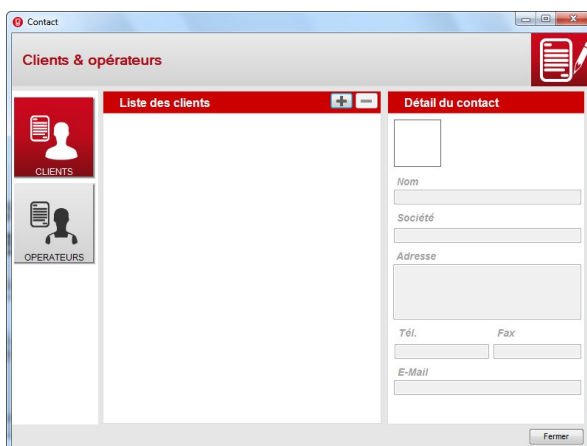 Contact
Clients & opérateurs
Liste des clients
Détail du contact
CLIENTS
OPERATEURS
Nom
Société
Adresse
Tél. Fax
E-Mail
Fermer